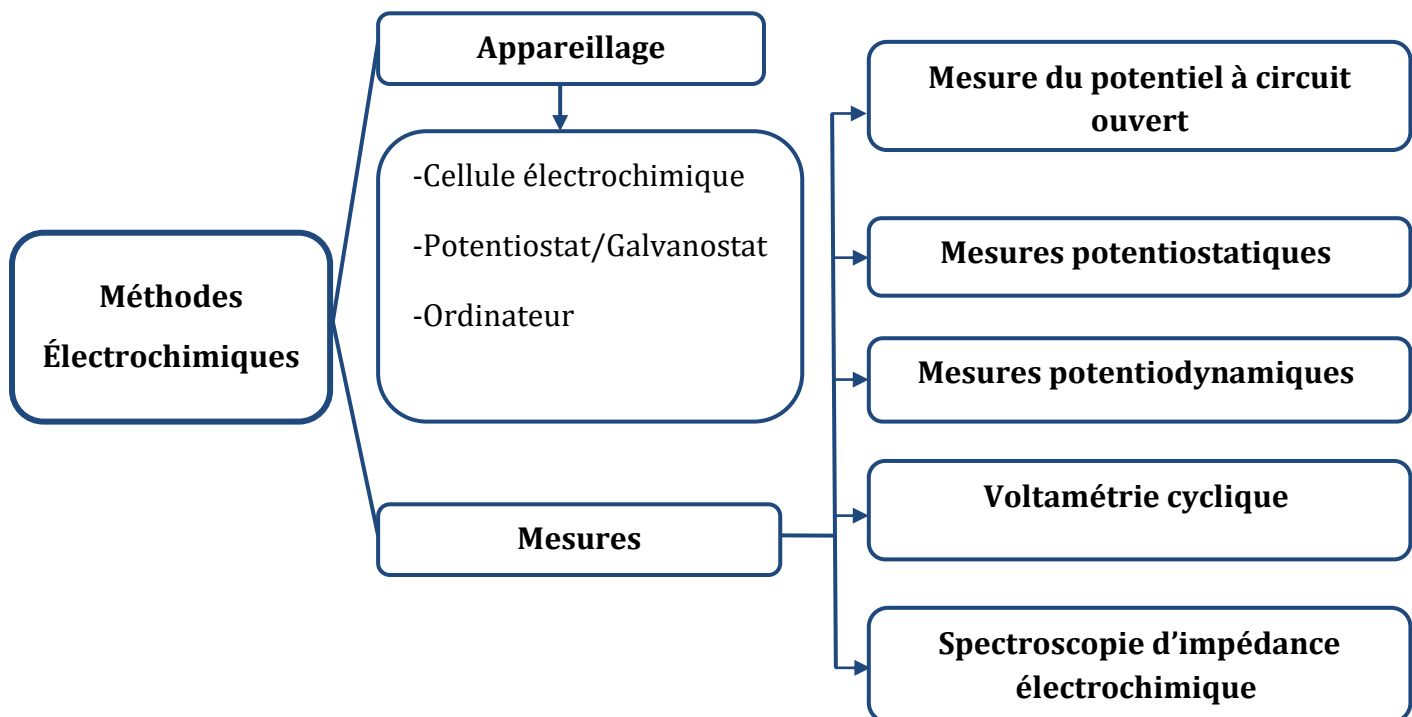 Méthodes
Électrochimiques
Appareillage
-Cellule électrochimique
-Potentiostat/Galvanostat
-Ordinateur
Mesures
Mesure du potentiel à circuit
ouvert
Mesures potentiostatiques
Mesures potentiodynamiques
Voltamétrie cyclique
Spectroscopie d’impédance
électrochimique